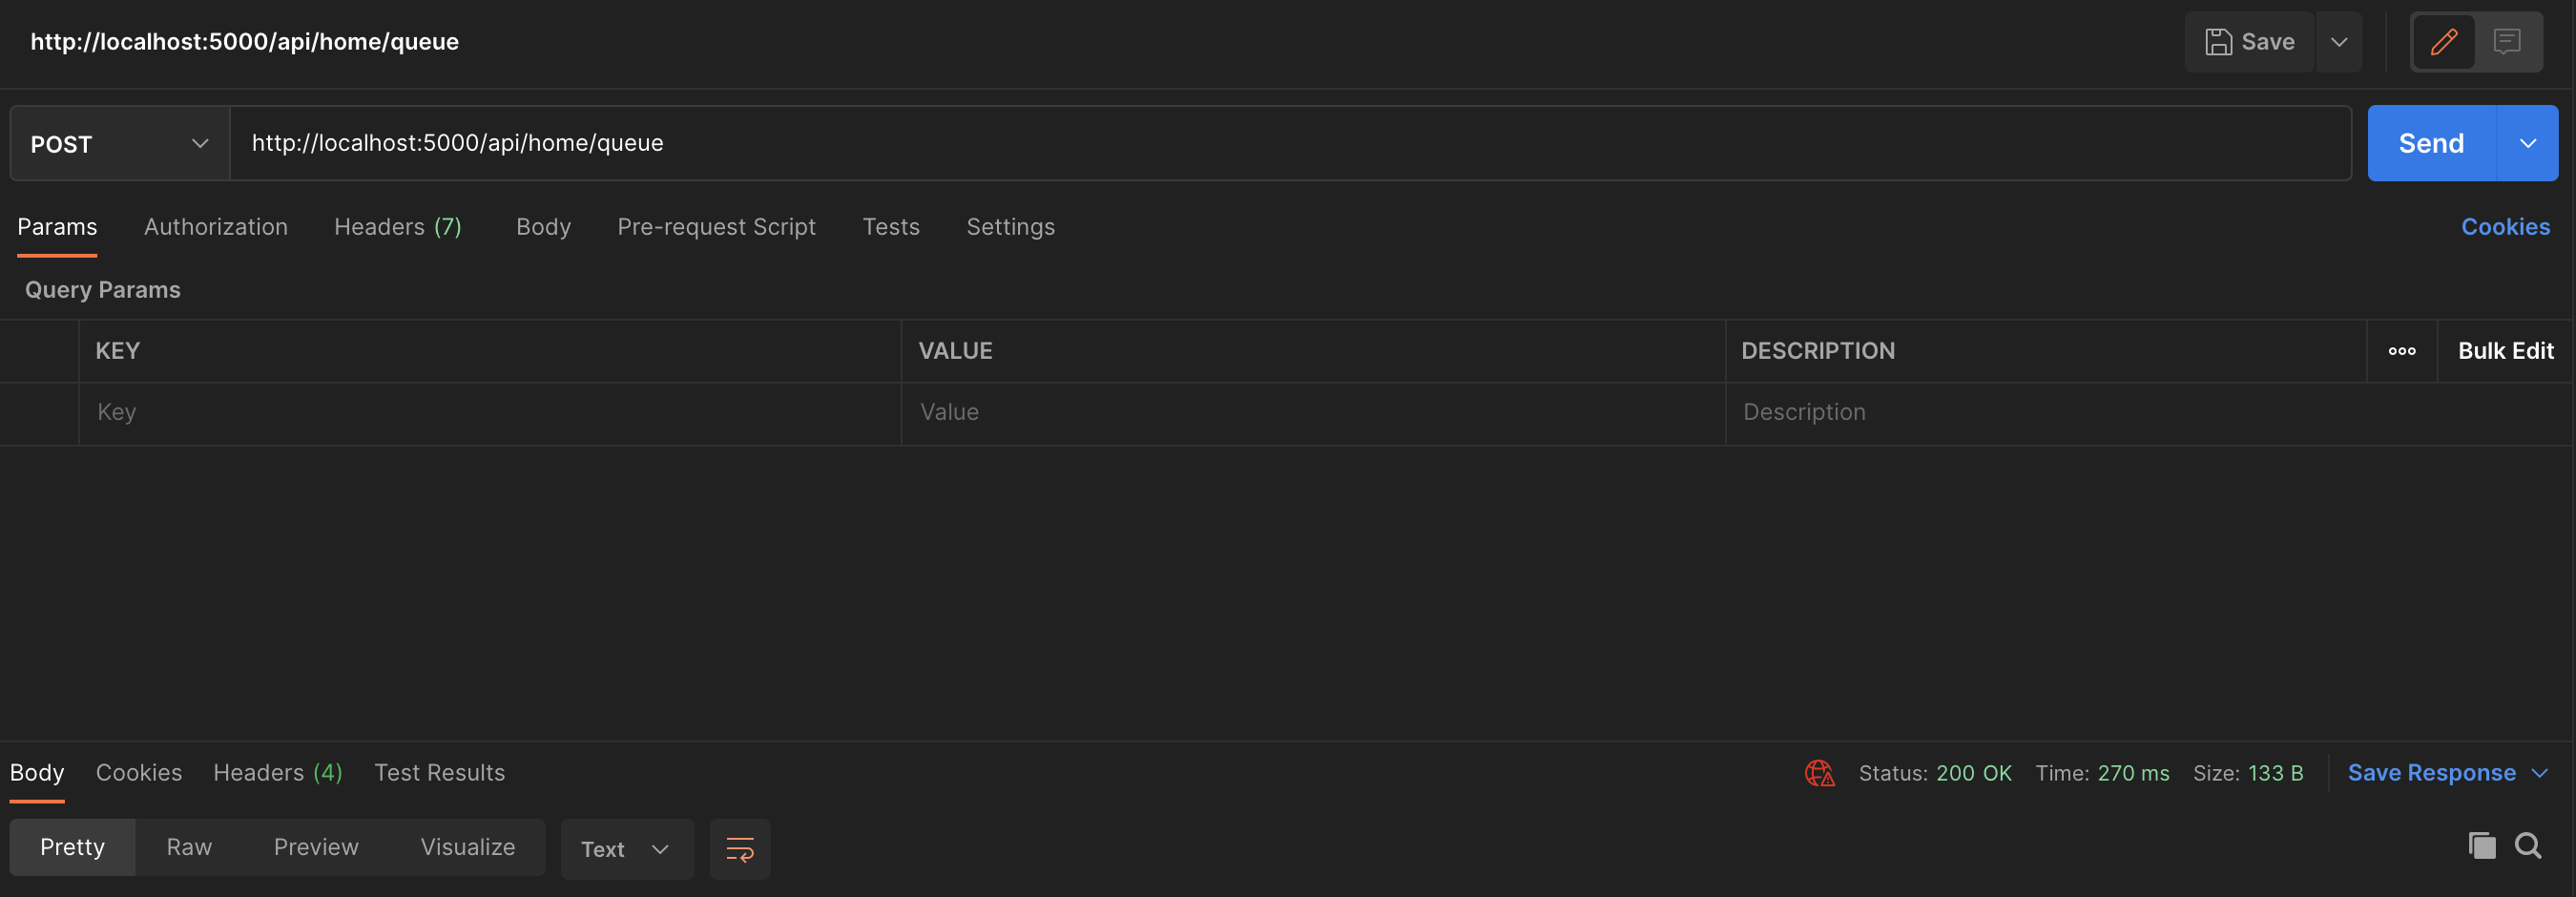 http://localhost:5000/api/home/queue Save
POST http://localhost:5000/api/home/queue Send
Params Authorization Headers (7) Body Pre-request Script Tests Settings Cookies
Query Params
KEY VALUE DESCRIPTION ooo Bulk Edit
Key Value Description
Body Cookies Headers (4) Test Results Status: 200 OK Time: 270 ms Size: 133 B Save Response
Pretty Raw Preview Visualize Text